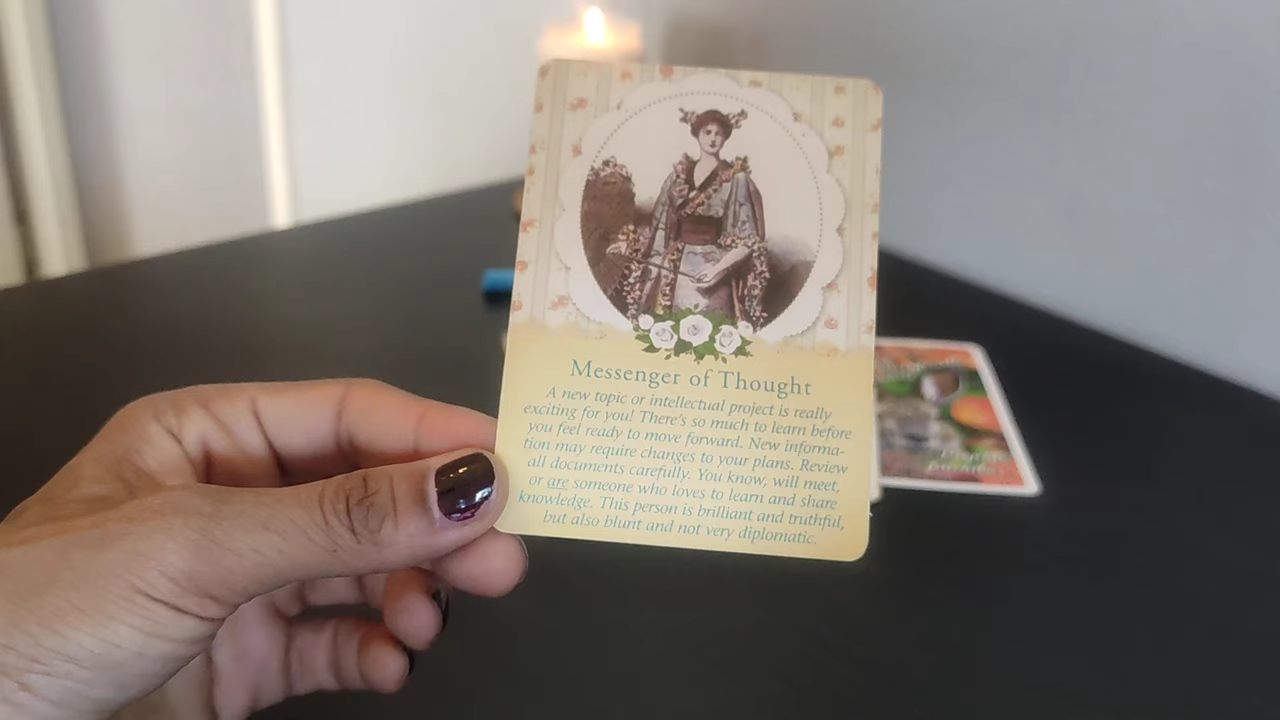 Messenger of Thought
A new topic or intellectual project is really
exciting for you! There's so much to learn before
you feel ready to move forward. New informa-
tion may require changes to your plans. Review
all documents carefully. You know, will meet,
or are someone who loves to learn and share
knowledge. This person is brilliant and truthful,
but also blunt and not very diplomatic.